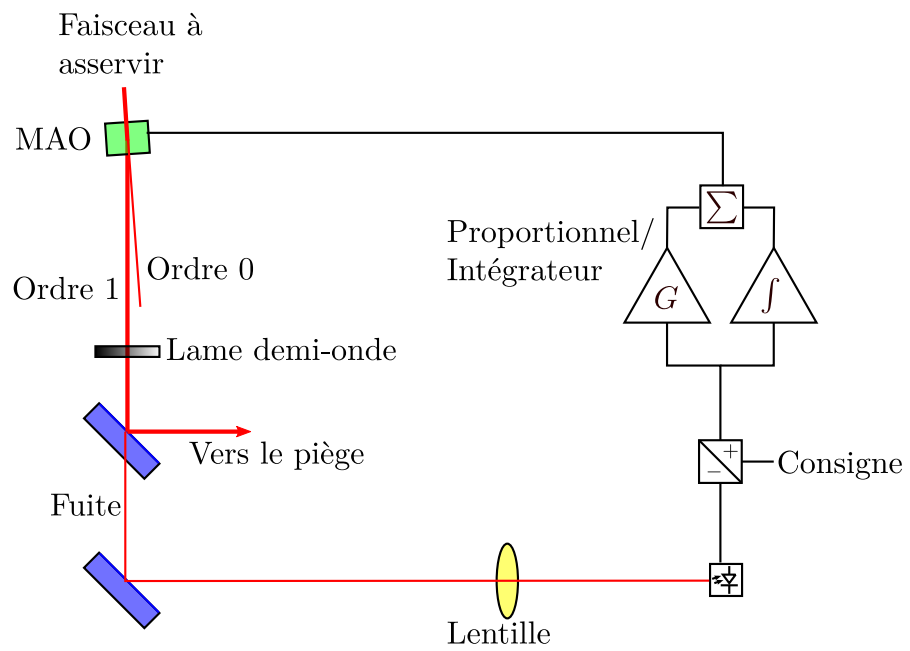 Faisceau à
asservir
MAO
∑
Proportionnel/
Intégrateur
Ordre 0
Ordre 1
G
∫
Lame demi-onde
Vers le piège
+
−
Consigne
Fuite
Lentille